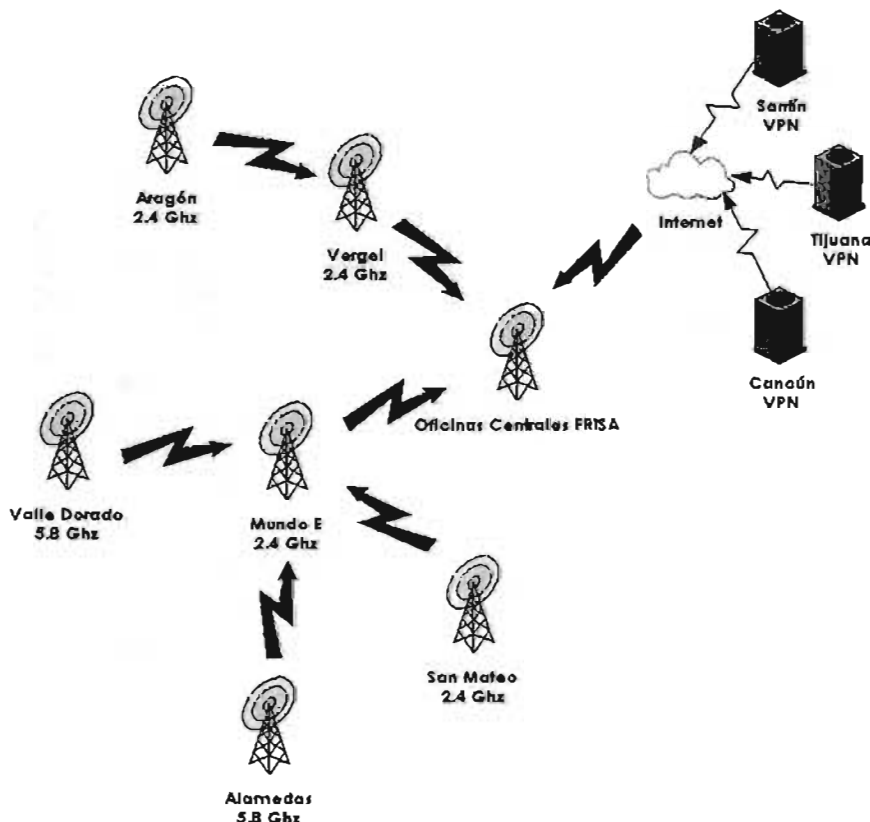 Aragón
2.4 Ghz
Vergel
2.4 Ghz
VPN
Internet
Tijuana
VPN
Cancún
VPN
Oficinas Centrales FRISA
Valle Dorado
5.8 Ghz
Mundo E
2.4 Ghz
San Mateo
2.4 Ghz
Alamedas
5.8 Ghz